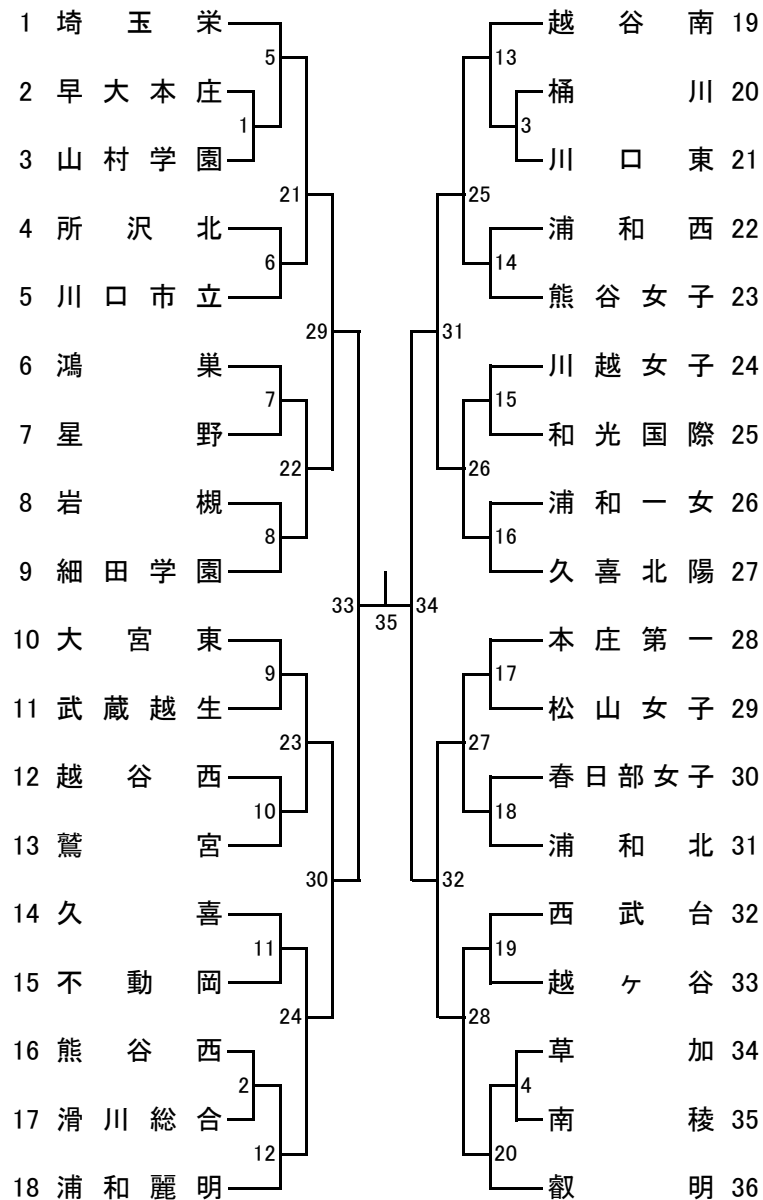 1 埼玉栄
2 早大本庄
3 山村学園
4 所沢北
5 川口市立
6 鴻巣
7 星野
8 岩槻
9 細田学園
10 大宮東
11 武蔵越生
12 越谷西
13 鷲宮
14 久喜
15 不動岡
16 熊谷西
17 滑川総合
18 浦和麗明
5
1
21
6
29
7
22
8
33
9
23
10
30
11
24
2
12
35
34
13
3
25
14
31
15
26
16
17
27
18
32
19
28
4
20
越谷南 19
桶川 20
川口東 21
浦和西 22
熊谷女子 23
川越女子 24
和光国際 25
浦和一女 26
久喜北陽 27
本庄第一 28
松山女子 29
春日部女子 30
浦和北 31
西武台 32
越ヶ谷 33
草加 34
南稜 35
叡明 36